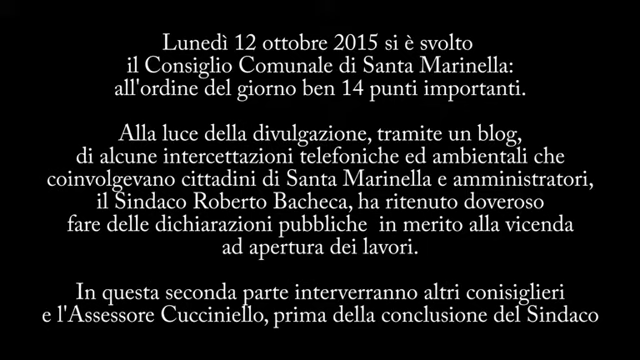 Lunedì 12 ottobre 2015 si è svolto
il Consiglio Comunale di Santa Marinella:
all'ordine del giorno ben 14 punti importanti.
Alla luce della divulgazione, tramite un blog,
di alcune intercettazioni telefoniche ed ambientali che
coinvolgevano cittadini di Santa Marinella e amministratori,
il Sindaco Roberto Bacheca, ha ritenuto doveroso
fare delle dichiarazioni pubbliche in merito alla vicenda
ad apertura dei lavori.
In questa seconda parte interverranno altri conisiglieri
e l'Assessore Cucciniello, prima della conclusione del Sindaco